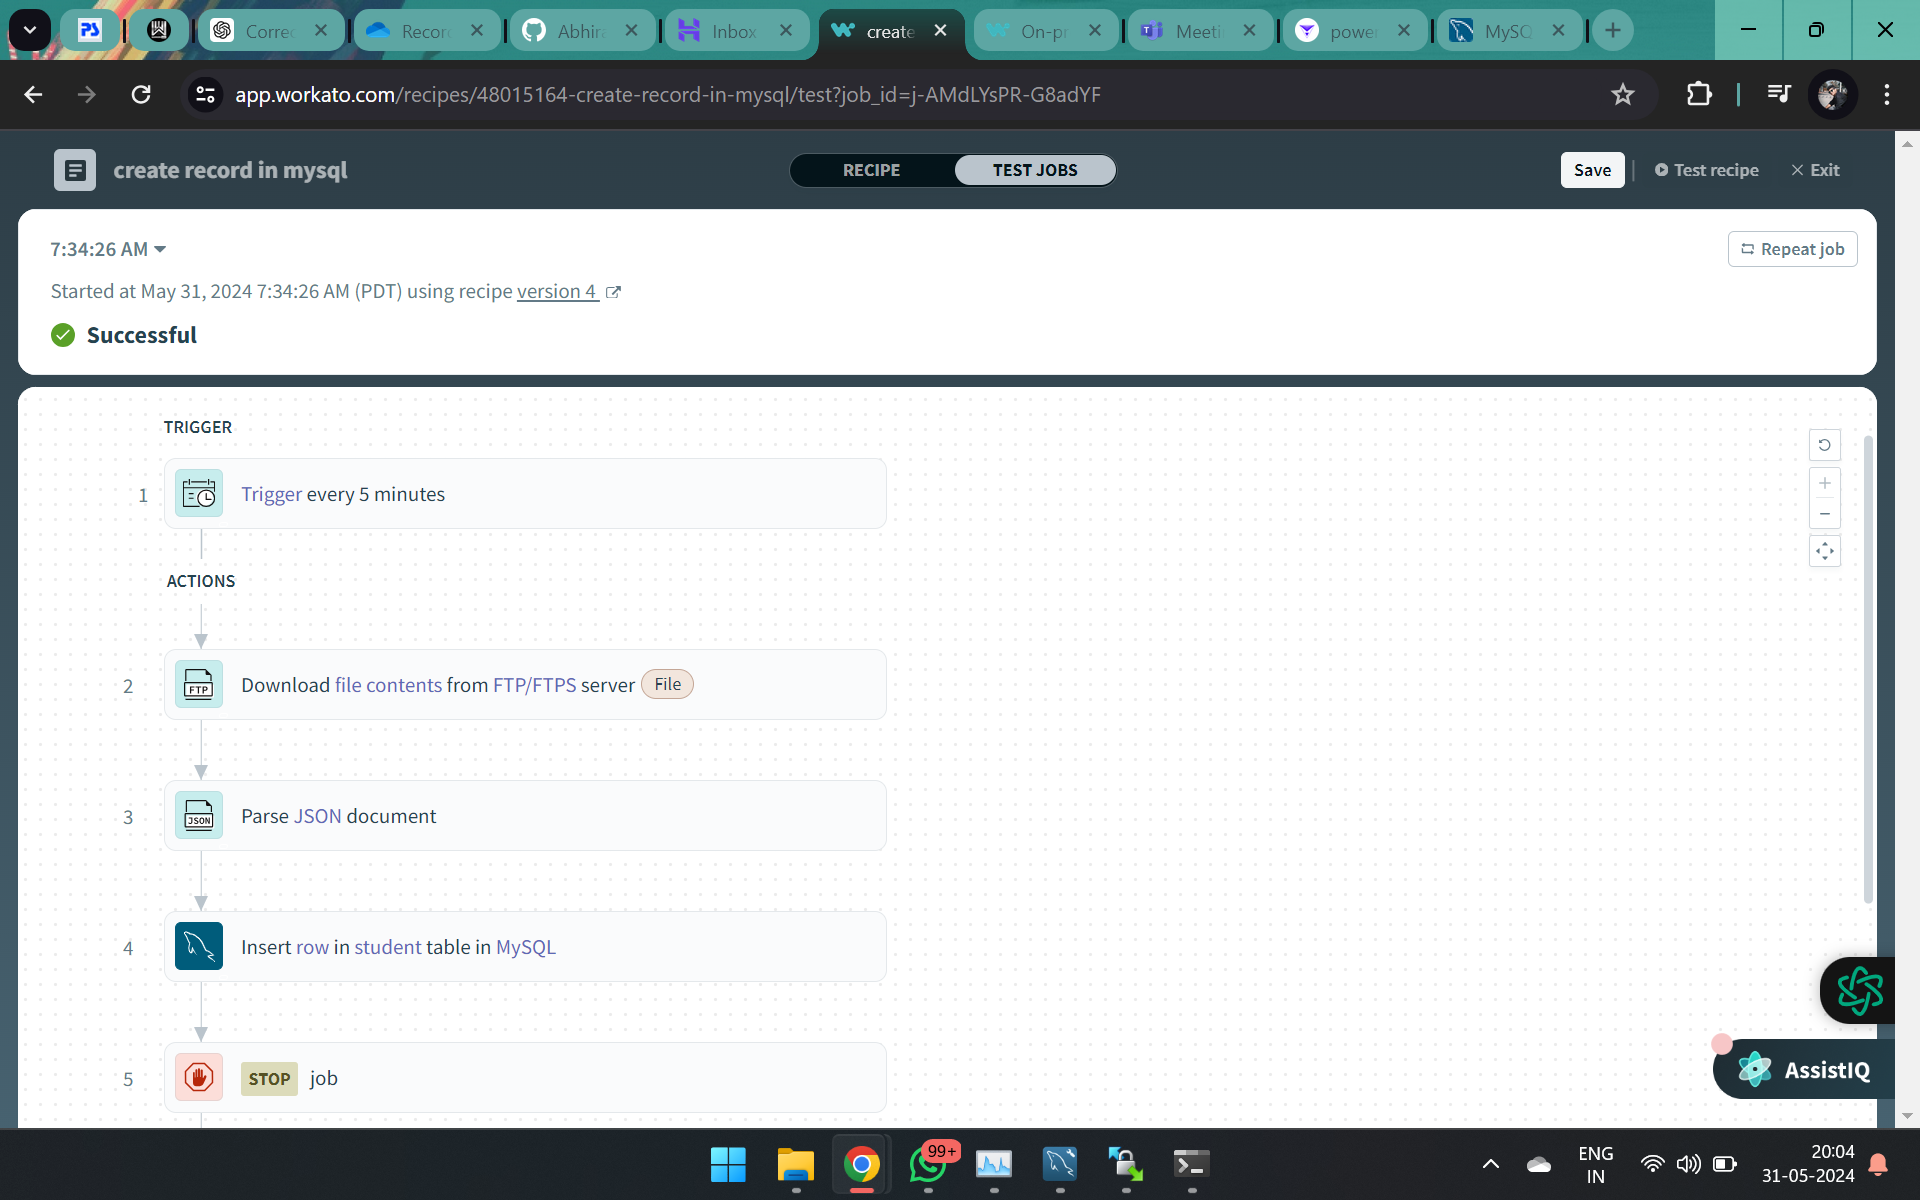 PS
Correc
Recor
Abhira
Inbox
create
On-pr
Meeti
power
MySQ
app.workato.com/recipes/48015164-create-record-in-mysql/test?job_id=j-AMdLYsPR-G8adYF
create record in mysql
RECIPE
TEST JOBS
Save
Test recipe
Exit
7:34:26 AM
Repeat job
Started at May 31, 2024 7:34:26 AM (PDT) using recipe version 4
Successful
TRIGGER
1 Trigger every 5 minutes
ACTIONS
2 FTP Download file contents from FTP/FTPS server File
3 JSON Parse JSON document
4 Insert row in student table in MySQL
5 STOP job
AssistIQ
99+
ENG
IN
20:04
31-05-2024